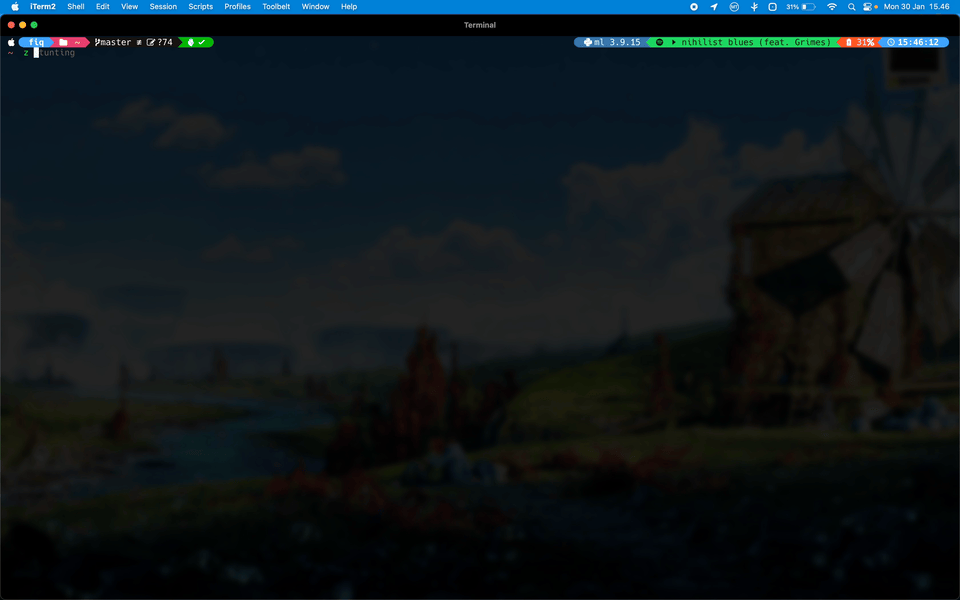 iTerm2 Shell Edit View Session Scripts Profiles Toolbelt Window Help 31% Mon 30 Jan 15.46
Terminal
fig ~ master ≢ ?74 ml 3.9.15 nihilist blues (feat. Grimes) 31% 15:46:12
~ z tunting